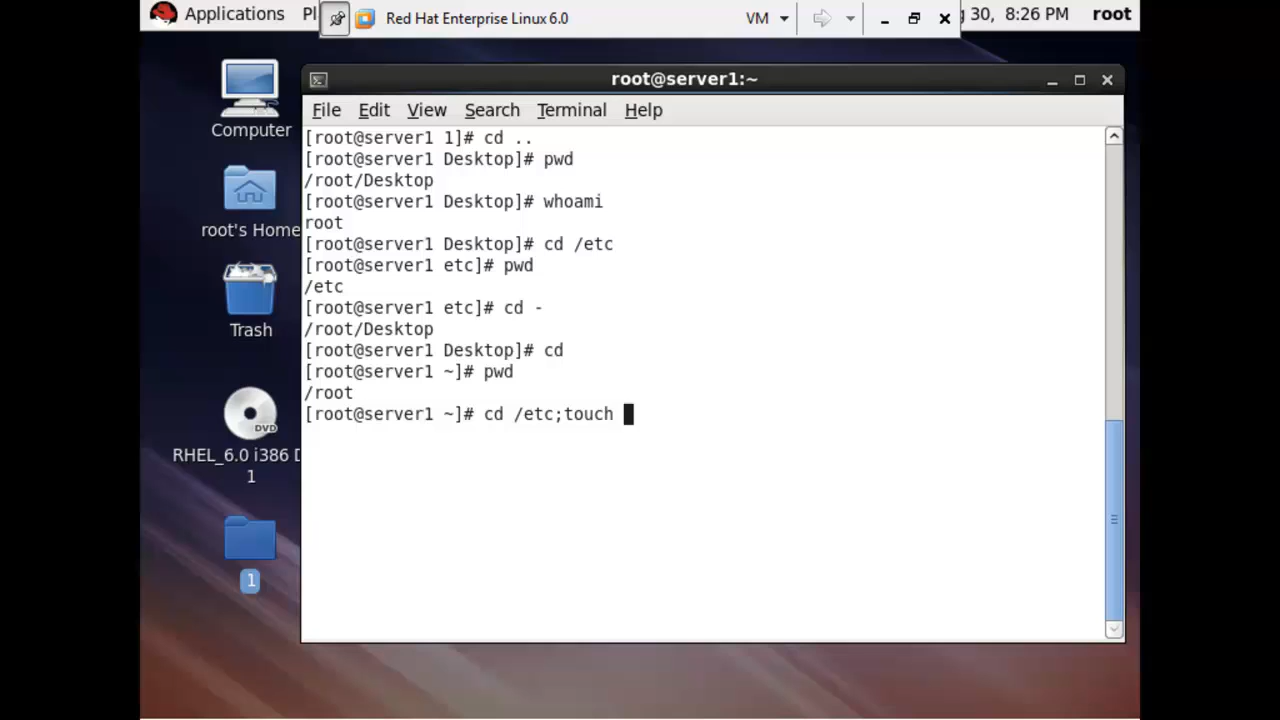 Applications Pl
Red Hat Enterprise Linux 6.0
VM
30, 8:26 PM root
root@server1:~
File Edit View Search Terminal Help
Computer
root's Home
Trash
DVD
RHEL_6.0 i386 D
1
1
[root@server1 1]# cd ..
[root@server1 Desktop]# pwd
/root/Desktop
[root@server1 Desktop]# whoami
root
[root@server1 Desktop]# cd /etc
[root@server1 etc]# pwd
/etc
[root@server1 etc]# cd -
/root/Desktop
[root@server1 Desktop]# cd
[root@server1 ~]# pwd
/root
[root@server1 ~]# cd /etc;touch